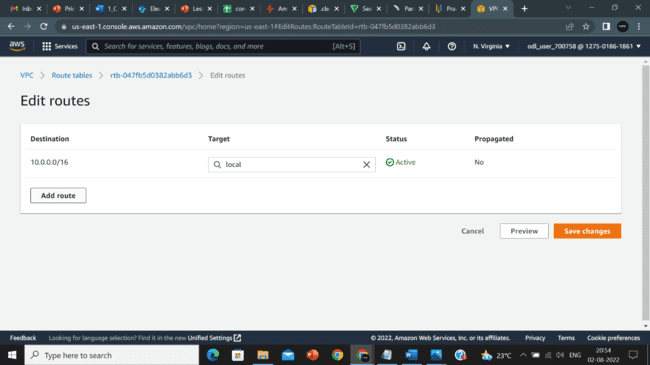 Inb
Priv
1_C
Elec
Les
con
Am
.cle
Sea
Par
Pra
VPC
us-east-1.console.aws.amazon.com/vpc/home?region=us-east-1#EditRoutes:RouteTableId=rtb-047fb5d0382abb6d3
aws Services Search for services, features, blogs, docs, and more [Alt+S] N. Virginia odl_user_700758 @ 1275-0186-1861
VPC > Route tables > rtb-047fb5d0382abb6d3 > Edit routes
Edit routes
Destination Target Status Propagated
10.0.0.0/16 local Active No
Add route
Cancel Preview Save changes
Feedback Looking for language selection? Find it in the new Unified Settings © 2022, Amazon Web Services, Inc. or its affiliates. Privacy Terms Cookie preferences
Type here to search 23°C ENG 20:54
02-08-2022